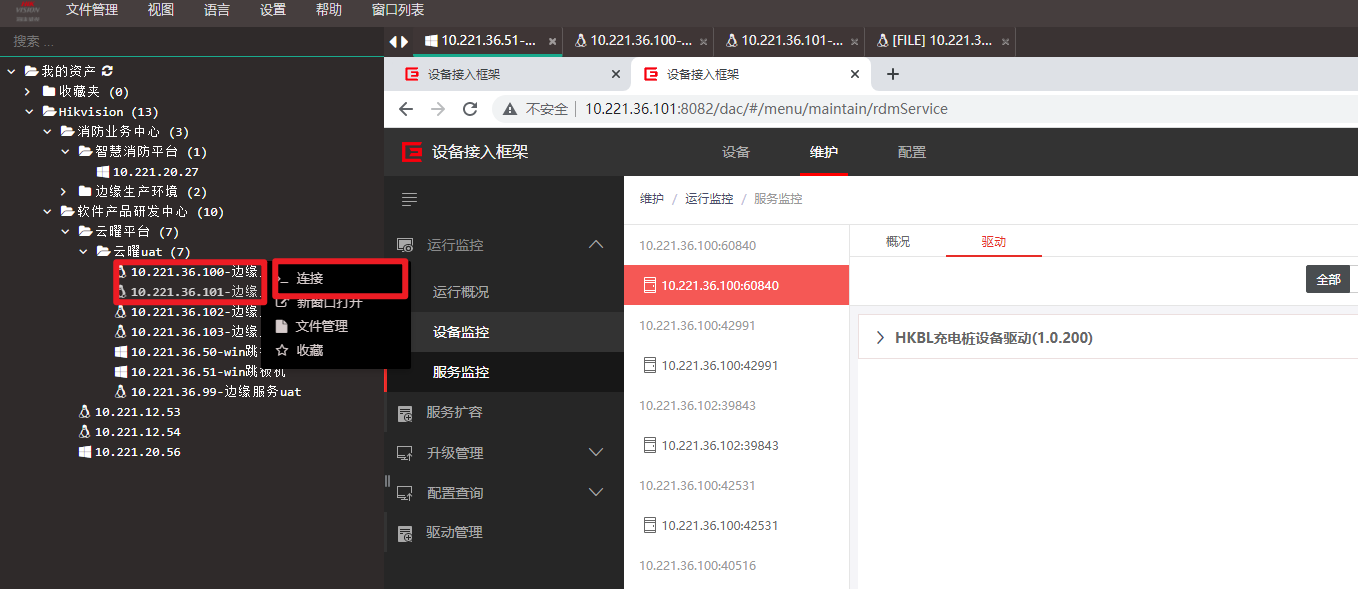 文件管理 视图 语言 设置 帮助 窗口列表
搜索 ...
我的资产
收藏夹 (0)
Hikvision (13)
消防业务中心 (3)
智慧消防平台 (1)
10.221.20.27
边缘生产环境 (2)
软件产品研发中心 (10)
云曜平台 (7)
云曜uat (7)
10.221.36.100-边缘
10.221.36.101-边缘
10.221.36.102-边缘
10.221.36.103-边缘
10.221.36.50-win跳
10.221.36.51-win跳板机
10.221.36.99-边缘服务uat
10.221.12.53
10.221.12.54
10.221.20.56
连接
新窗口打开
文件管理
收藏
10.221.36.51-... × 10.221.36.100-... × 10.221.36.101-... × [FILE] 10.221.3... ×
设备接入框架 × 设备接入框架 × +
不安全 | 10.221.36.101:8082/dac/#/menu/maintain/rdmService
设备接入框架 设备 维护 配置
运行监控
运行概况
设备监控
服务监控
服务扩容
升级管理
配置查询
驱动管理
维护 / 运行监控 / 服务监控
10.221.36.100:60840
10.221.36.100:60840
10.221.36.100:42991
10.221.36.100:42991
10.221.36.102:39843
10.221.36.102:39843
10.221.36.100:42531
10.221.36.100:42531
10.221.36.100:40516
概况 驱动
全部
HKBL充电桩设备驱动(1.0.200)